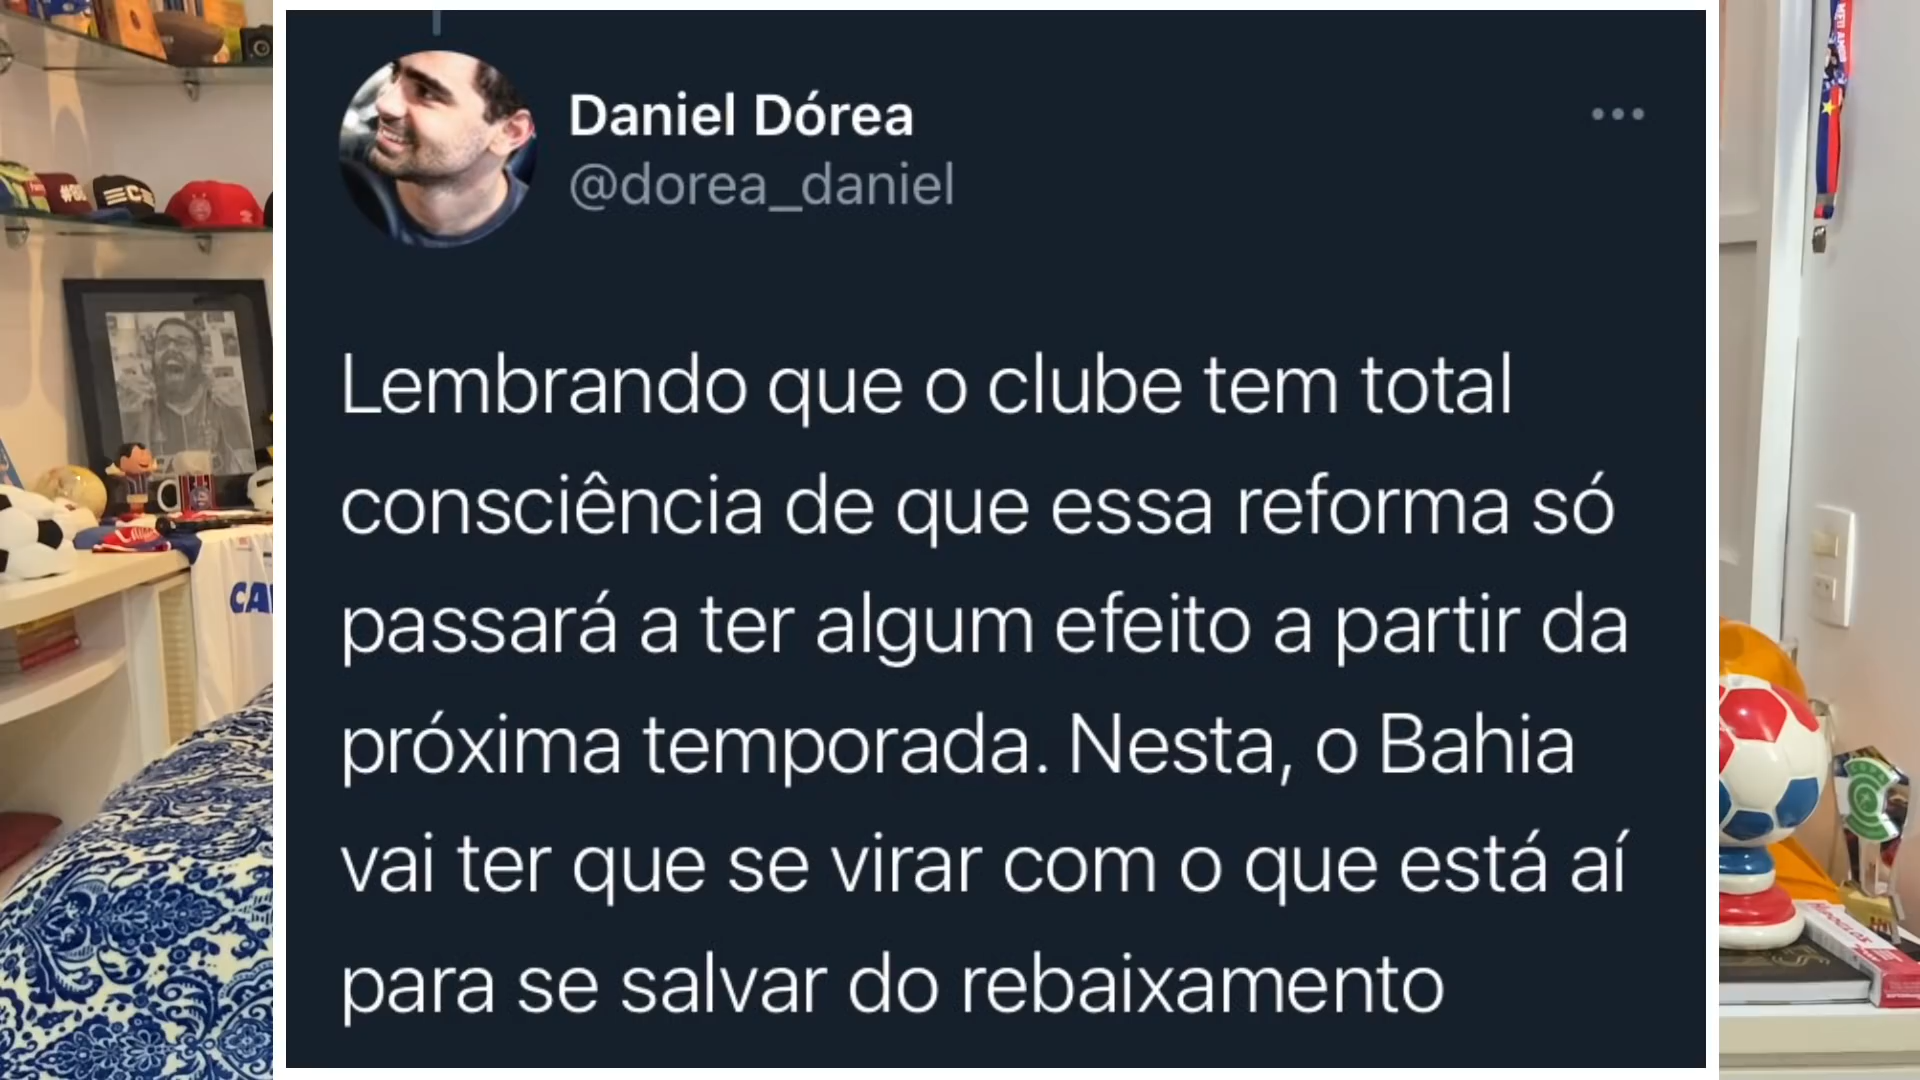 Daniel Dórea
@dorea_daniel
Lembrando que o clube tem total
consciência de que essa reforma só
passará a ter algum efeito a partir da
próxima temporada. Nesta, o Bahia
vai ter que se virar com o que está aí
para se salvar do rebaixamento
CA